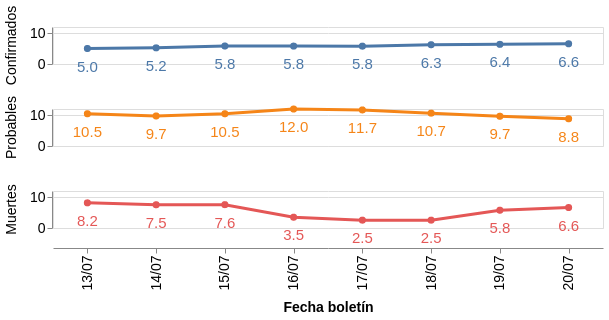 Confirmados
10
0
5.0 5.2 5.8 5.8 5.8 6.3 6.4 6.6
Probables
10
0
10.5 9.7 10.5 12.0 11.7 10.7 9.7 8.8
Muertes
10
0
8.2 7.5 7.6 3.5 2.5 2.5 5.8 6.6
13/07 14/07 15/07 16/07 17/07 18/07 19/07 20/07
Fecha boletín